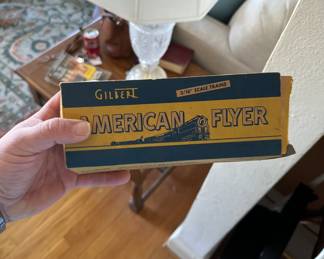 GILBERT
3/16" SCALE TRAINS
AMERICAN FLYER